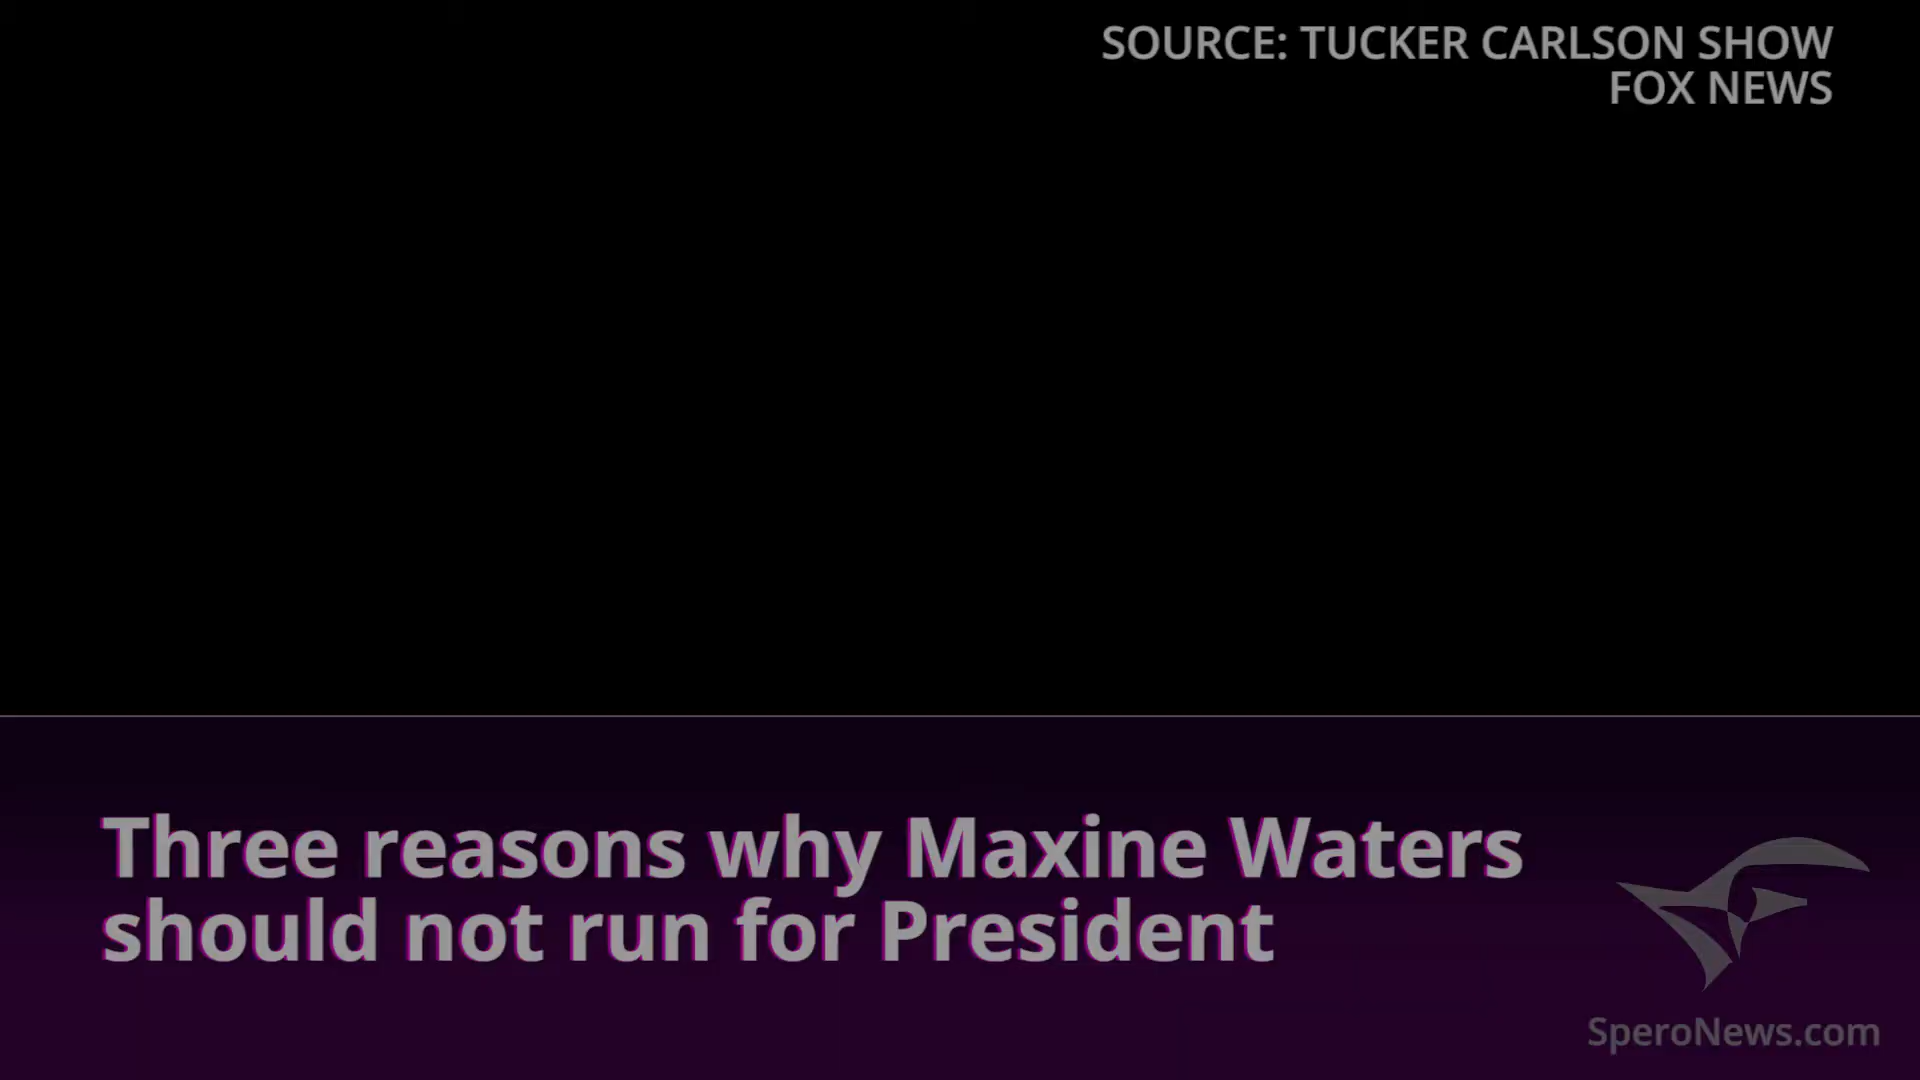 SOURCE: TUCKER CARLSON SHOW
FOX NEWS
Three reasons why Maxine Waters
should not run for President
SperoNews.com